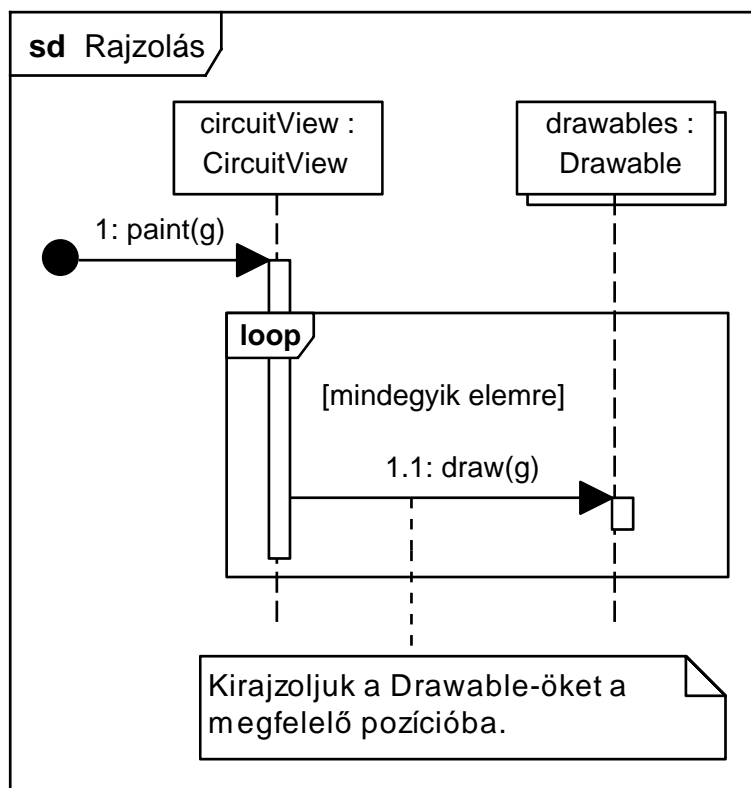 sd Rajzolás
circuitView :
CircuitView
drawables :
Drawable
1: paint(g)
loop
[mindegyik elemre]
1.1: draw(g)
Kirajzoljuk a Drawable-öket a
megfelelő pozícióba.